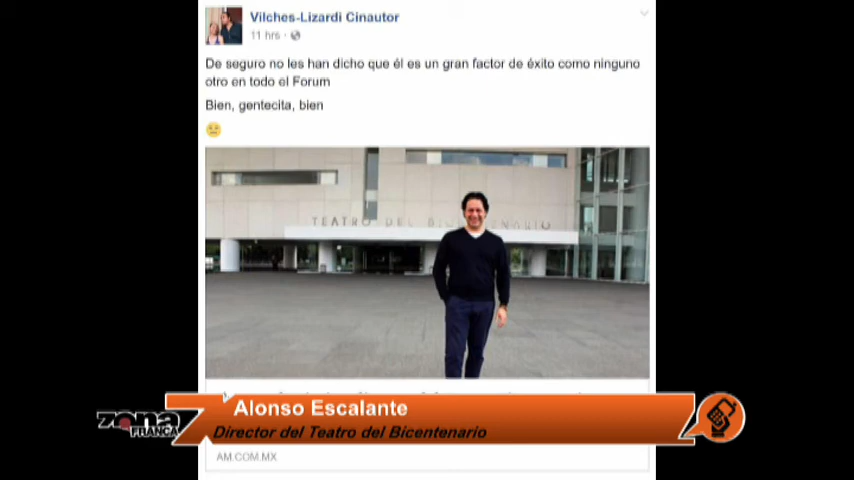 Vilches-Lizardi Cinautor
11 hrs ·
De seguro no les han dicho que él es un gran factor de éxito como ninguno
otro en todo el Forum
Bien, gentecita, bien
TEATRO DEL BICENTENARIO
Alonso Escalante
Director del Teatro del Bicentenario
zona
FRANCA
AM.COM.MX